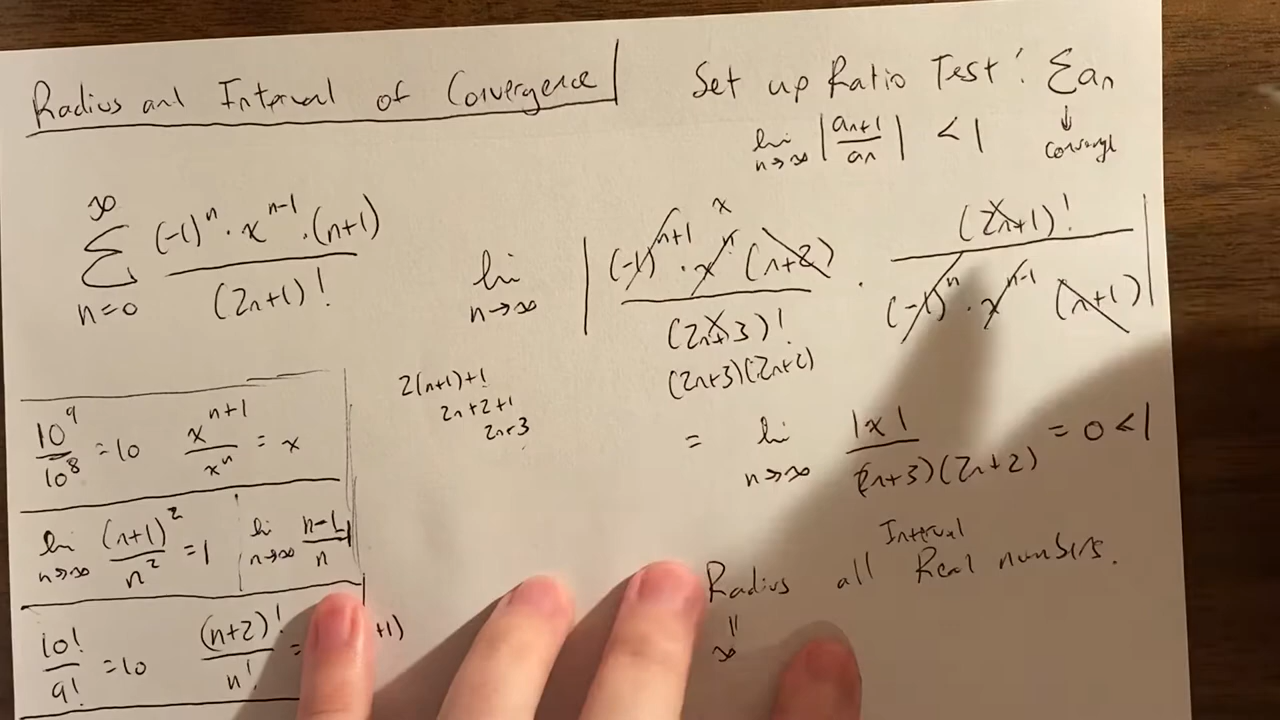 Radius and Interval of Convergence
Set up Ratio Test: Σan
lim n→∞ |an+1/an| < 1
↓ converge
∞ Σ n=0 (-1)^n · x^(n-1) · (n+1) / (2n+1)!
lim n→∞ | (-1)^(n+1) · x^n (n+2) / (2n+3)! · (2n+1)! / (-1)^n · x^(n-1) (n+1) |
x
(2n+3)(2n+2)
2(n+1)+1
2n+2+1
2n+3
= lim n→∞ |x| / (2n+3)(2n+2) = 0 < 1
10^9/10^8 = 10 x^(n+1)/x^n = x
lim n→∞ (n+1)^2/n^2 = 1 lim n→∞ n-1/n
10!/9! = 10 (n+2)!/n! = +1)
Interval
Radius all Real numbers.
=
∞